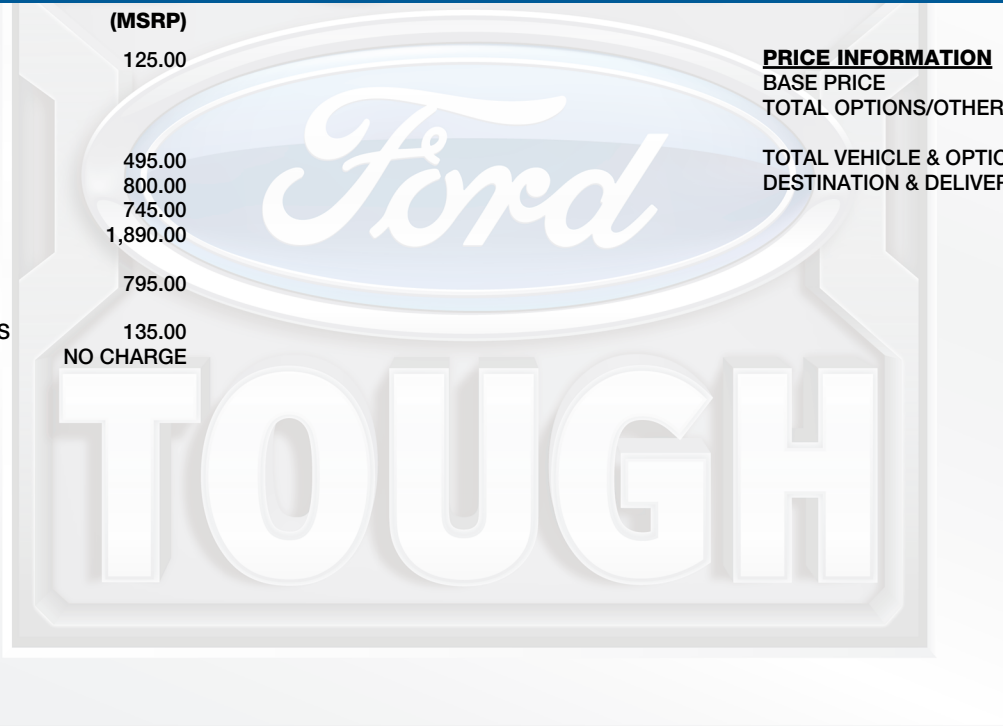 (MSRP)
125.00
495.00
800.00
745.00
1,890.00
795.00
S 135.00
NO CHARGE
PRICE INFORMATION
BASE PRICE
TOTAL OPTIONS/OTHER
TOTAL VEHICLE & OPTIO
DESTINATION & DELIVER
Ford
TOUGH